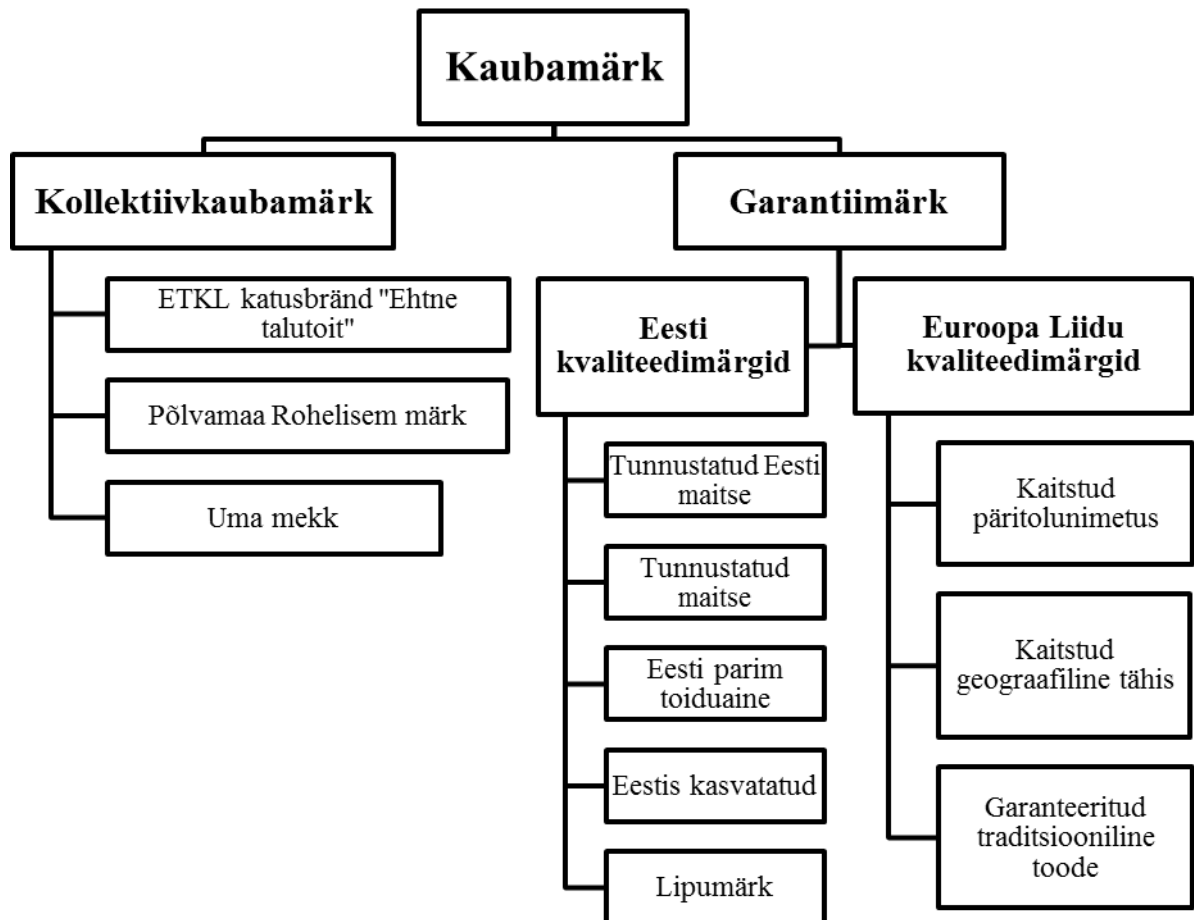 Kaubamärk
Kollektiivkaubamärk
ETKL katusbränd "Ehtne
talutoit"
Põlvamaa Rohelisem märk
Uma mekk
Garantiimärk
Eesti
kvaliteedimärgid
Tunnustatud Eesti
maitse
Tunnustatud
maitse
Eesti parim
toiduaine
Eestis kasvatatud
Lipumärk
Euroopa Liidu
kvaliteedimärgid
Kaitstud
päritolunimetus
Kaitstud
geograafiline tähis
Garanteeritud
traditsiooniline
toode